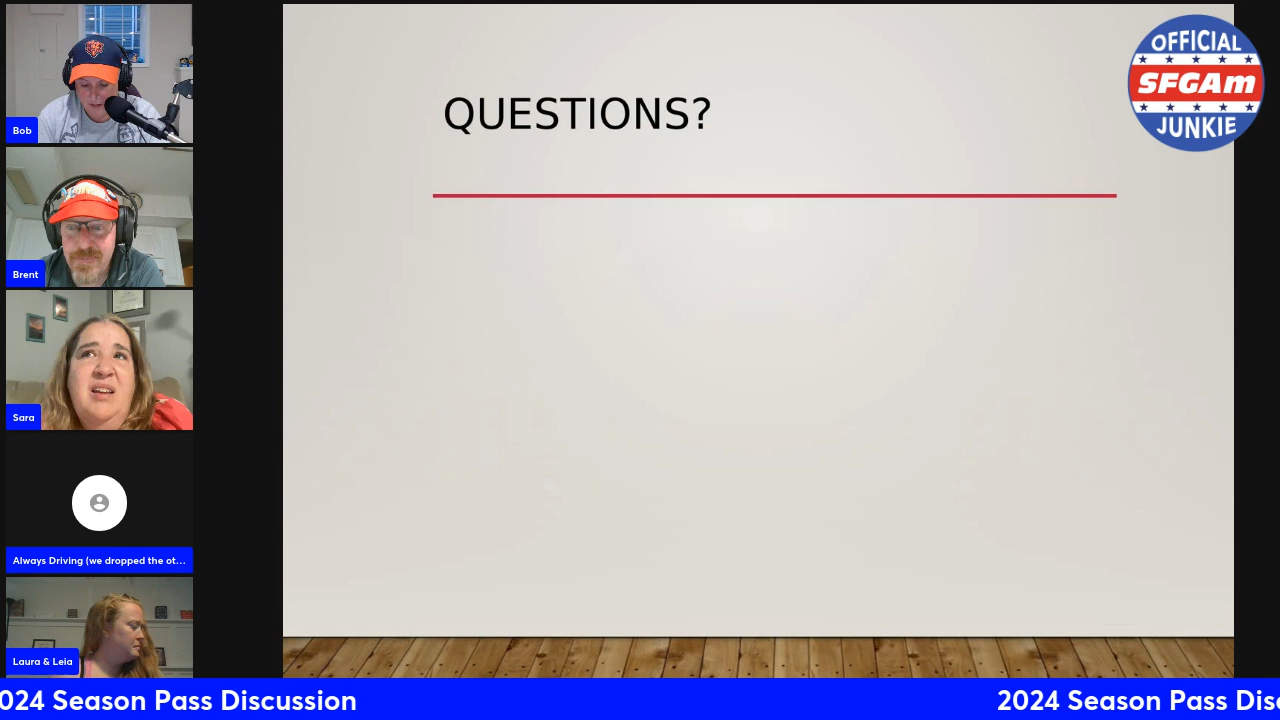 Bob
Brent
Sara
Always Driving (we dropped the ot...
Laura & Leia
QUESTIONS?
OFFICIAL
SFGAm
JUNKIE
024 Season Pass Discussion
2024 Season Pass Disc